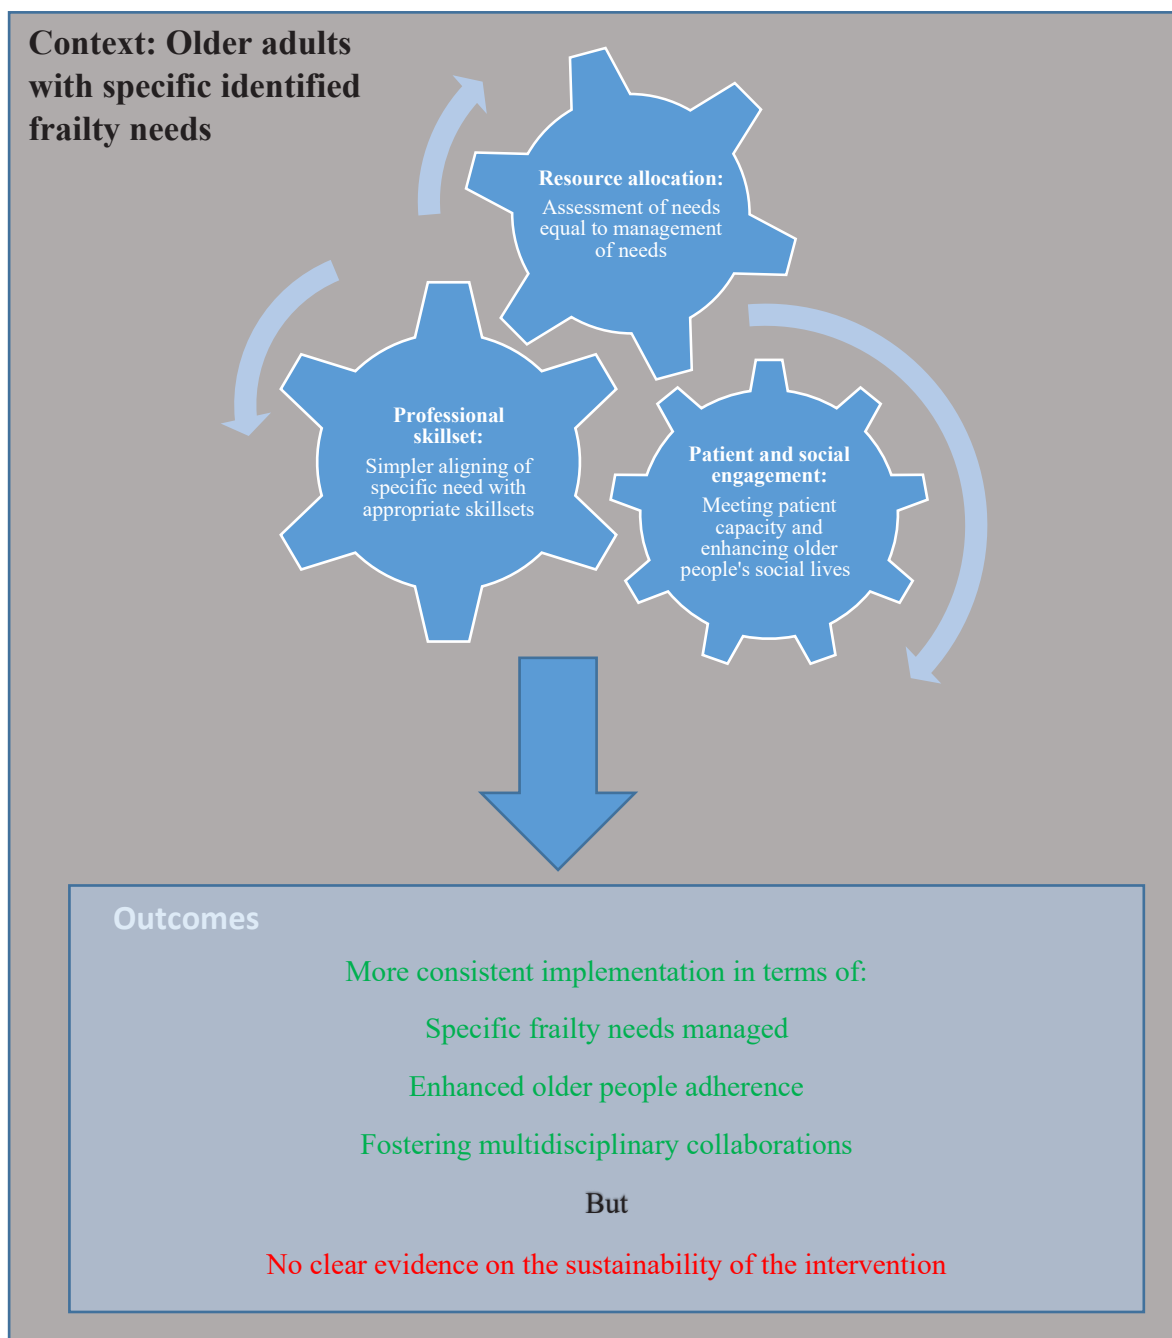 Context: Older adults
with specific identified
frailty needs
Resource allocation:
Assessment of needs
equal to management
of needs
Professional
skillset:
Simpler aligning of
specific need with
appropriate skillsets
Patient and social
engagement:
Meeting patient
capacity and
enhancing older
people's social lives
Outcomes
More consistent implementation in terms of:
Specific frailty needs managed
Enhanced older people adherence
Fostering multidisciplinary collaborations
But
No clear evidence on the sustainability of the intervention